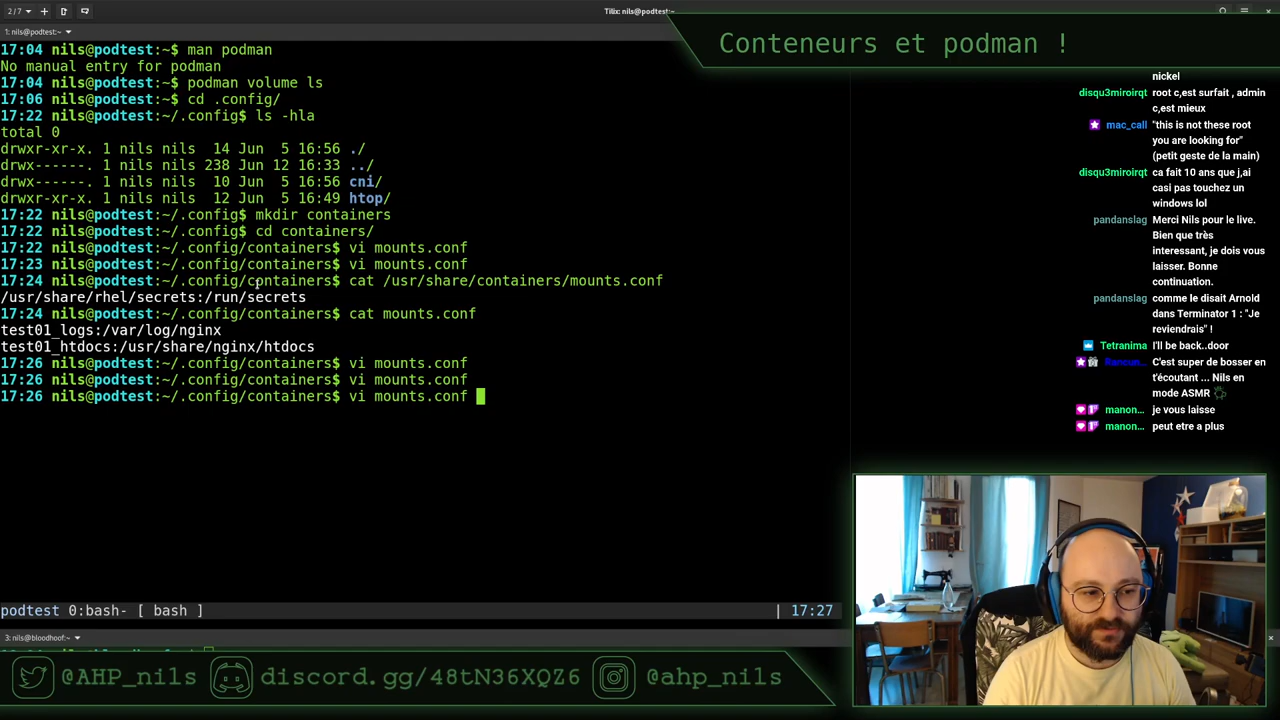 2/7
Tilix: nils@podtest:~
1: nils@podtest:~
Conteneurs et podman !
17:04 nils@podtest:~$ man podman
No manual entry for podman
17:04 nils@podtest:~$ podman volume ls
17:06 nils@podtest:~$ cd .config/
17:22 nils@podtest:~/.config$ ls -hla
total 0
drwxr-xr-x. 1 nils nils  14 Jun  5 16:56 ./
drwx------. 1 nils nils 238 Jun 12 16:33 ../
drwx------. 1 nils nils  10 Jun  5 16:56 cni/
drwxr-xr-x. 1 nils nils  12 Jun  5 16:49 htop/
17:22 nils@podtest:~/.config$ mkdir containers
17:22 nils@podtest:~/.config$ cd containers/
17:22 nils@podtest:~/.config/containers$ vi mounts.conf
17:23 nils@podtest:~/.config/containers$ vi mounts.conf
17:24 nils@podtest:~/.config/containers$ cat /usr/share/containers/mounts.conf
/usr/share/rhel/secrets:/run/secrets
17:24 nils@podtest:~/.config/containers$ cat mounts.conf
test01_logs:/var/log/nginx
test01_htdocs:/usr/share/nginx/htdocs
17:26 nils@podtest:~/.config/containers$ vi mounts.conf
17:26 nils@podtest:~/.config/containers$ vi mounts.conf
17:26 nils@podtest:~/.config/containers$ vi mounts.conf
podtest 0:bash- [ bash ] | 17:27
3: nils@bloodhoof:~
nickel
disqu3miroirqt root c,est surfait , admin
c,est mieux
mac_call "this is not these root
you are looking for"
(petit geste de la main)
disqu3miroirqt ca fait 10 ans que j,ai
casi pas touchez un
windows lol
pandanslag Merci Nils pour le live.
Bien que très
interessant, je dois vous
laisser. Bonne
continuation.
pandanslag comme le disait Arnold
dans Terminator 1 : "Je
reviendrais" !
Tetranima I'll be back..door
C'est super de bosser en
t'écoutant ... Nils en
mode ASMR
manon... je vous laisse
manon... peut etre a plus
@AHP_nils discord.gg/48tN36XQZ6 @ahp_nils